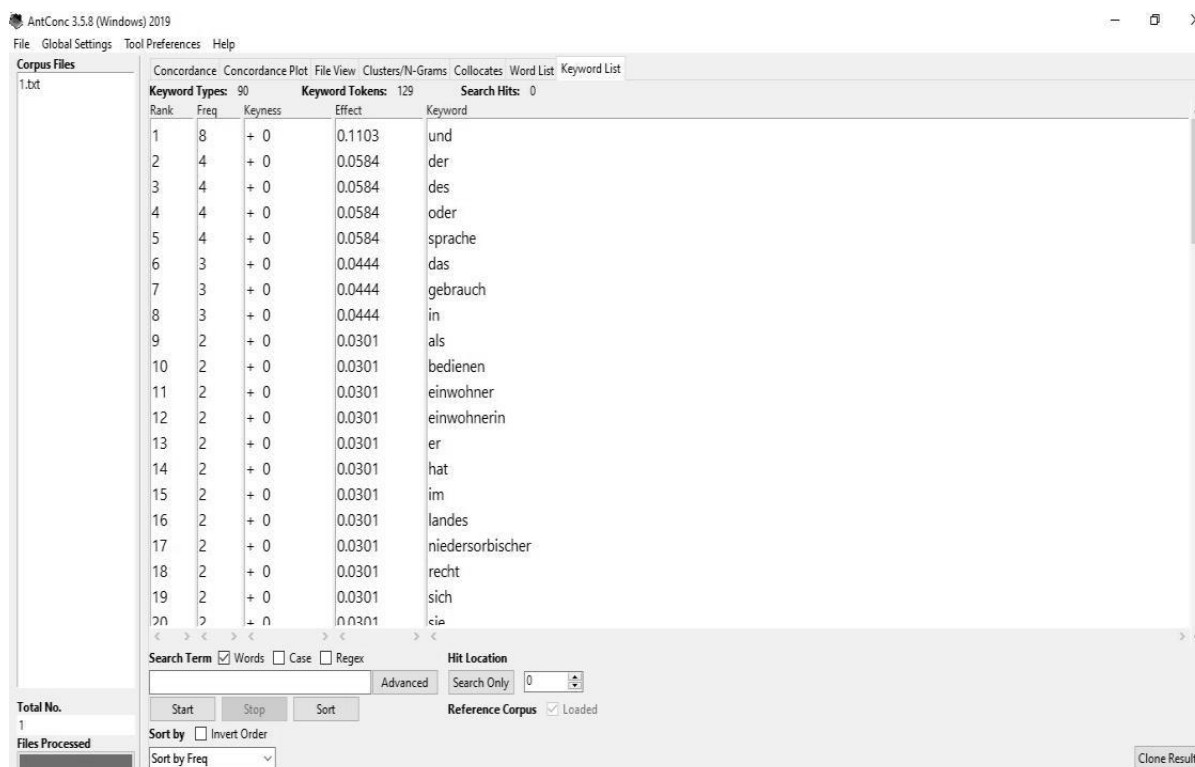 AntConc 3.5.8 (Windows) 2019
File Global Settings Tool Preferences Help
Corpus Files
1.txt
Concordance Concordance Plot File View Clusters/N-Grams Collocates Word List Keyword List
Keyword Types: 90 Keyword Tokens: 129 Search Hits: 0
Rank Freq Keyness Effect Keyword
1 8 + 0 0.1103 und
2 4 + 0 0.0584 der
3 4 + 0 0.0584 des
4 4 + 0 0.0584 oder
5 4 + 0 0.0584 sprache
6 3 + 0 0.0444 das
7 3 + 0 0.0444 gebrauch
8 3 + 0 0.0444 in
9 2 + 0 0.0301 als
10 2 + 0 0.0301 bedienen
11 2 + 0 0.0301 einwohner
12 2 + 0 0.0301 einwohnerin
13 2 + 0 0.0301 er
14 2 + 0 0.0301 hat
15 2 + 0 0.0301 im
16 2 + 0 0.0301 landes
17 2 + 0 0.0301 niedersorbischer
18 2 + 0 0.0301 recht
19 2 + 0 0.0301 sich
20 2 + 0 0.0301 sie
Search Term Words Case Regex Hit Location
Advanced Search Only 0
Start Stop Sort Reference Corpus Loaded
Total No.
1
Files Processed
Sort by Invert Order
Sort by Freq
Clone Result